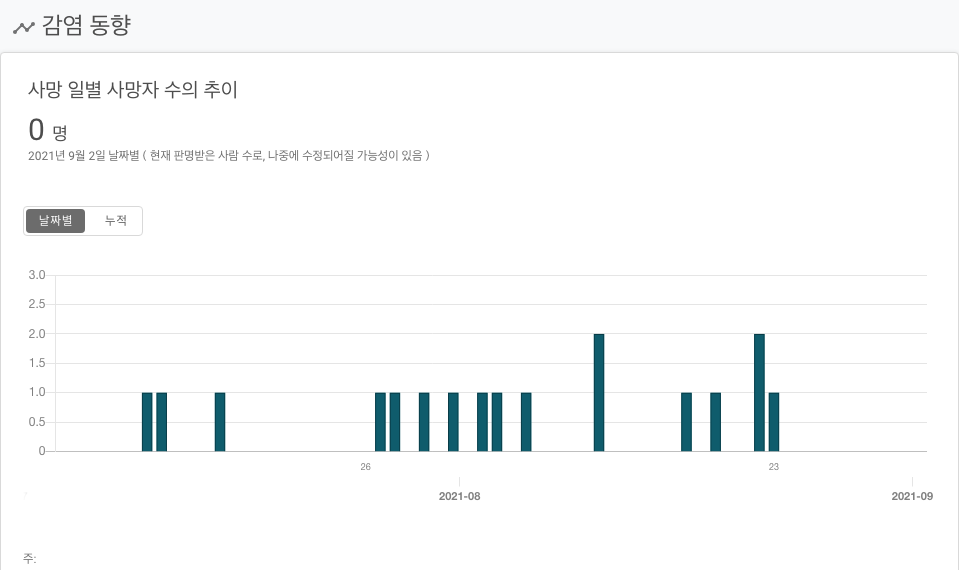 감염 동향
사망 일별 사망자 수의 추이
0 명
2021년 9월 2일 날짜별 ( 현재 판명받은 사람 수로, 나중에 수정되어질 가능성이 있음 )
날짜별 누적
3.0
2.5
2.0
1.5
1.0
0.5
0
26 23
2021-08 2021-09
주: